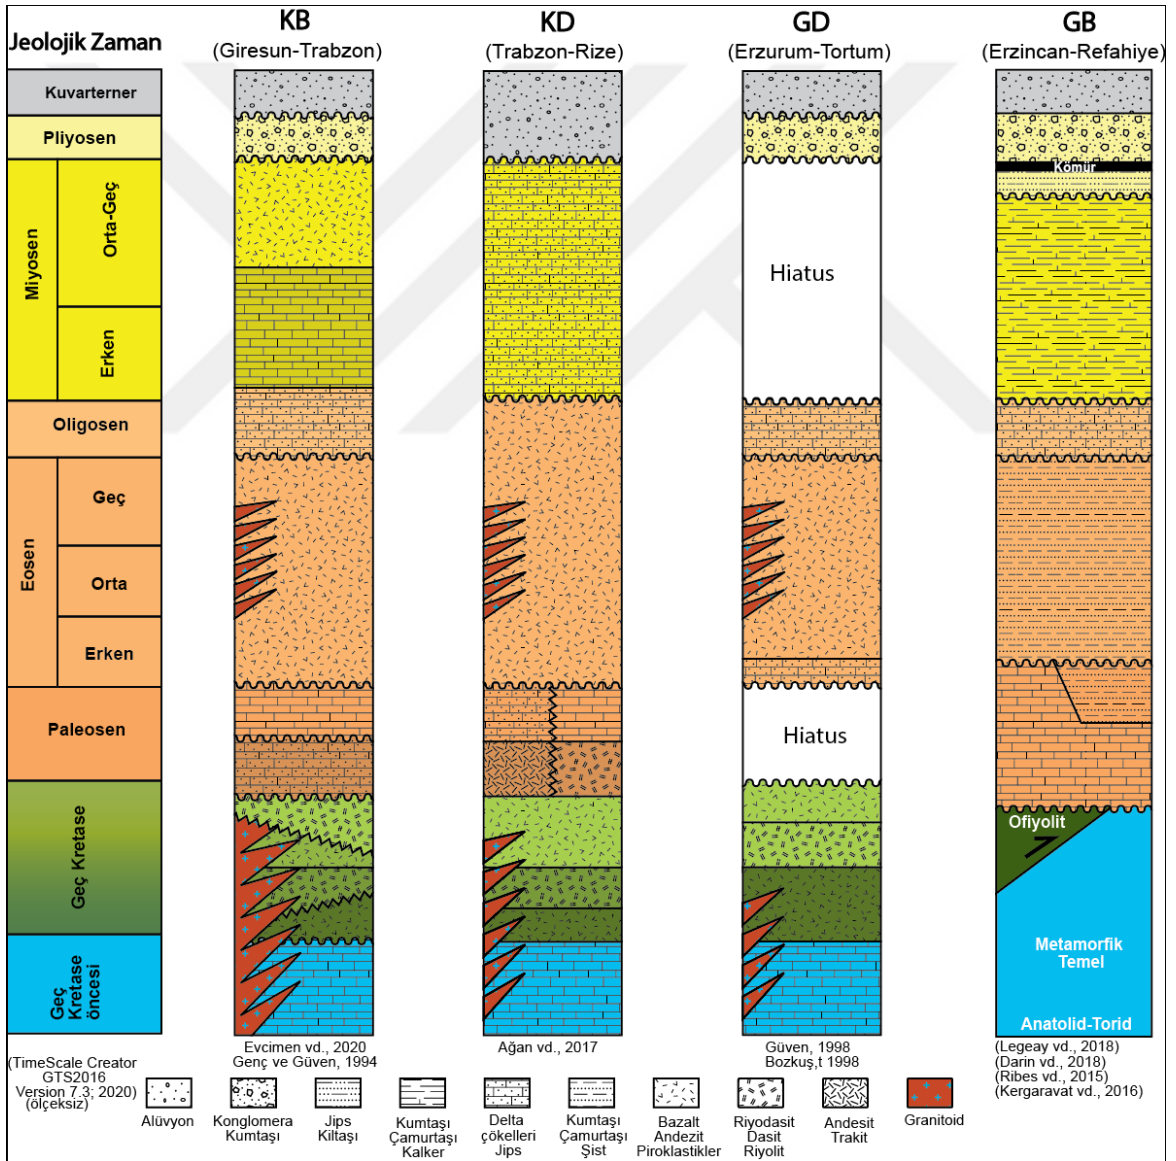 Jeolojik Zaman
KB
(Giresun-Trabzon)
KD
(Trabzon-Rize)
GD
(Erzurum-Tortum)
GB
(Erzincan-Refahiye)
Kuvarterner
Pliyosen
Miyosen
Orta-Geç
Erken
Oligosen
Eosen
Geç
Orta
Erken
Paleosen
Geç Kretase
Geç
Kretase
öncesi
Hiatus
Hiatus
Kömür
Ofiyolit
Metamorfik
Temel
Anatolid-Torid
(TimeScale Creator
GTS2016
Version 7.3; 2020)
(ölçeksiz)
Evcimen vd., 2020
Genç ve Güven, 1994
Ağan vd., 2017
Güven, 1998
Bozkuş,t 1998
(Legeay vd., 2018)
(Darin vd., 2018)
(Ribes vd., 2015)
(Kergaravat vd., 2016)
Alüvyon
Konglomera
Kumtaşı
Jips
Kiltaşı
Kumtaşı
Çamurtaşı
Kalker
Delta
çökelleri
Jips
Kumtaşı
Çamurtaşı
Şist
Bazalt
Andezit
Piroklastikler
Riyodasit
Dasit
Riyolit
Andesit
Trakit
Granitoid